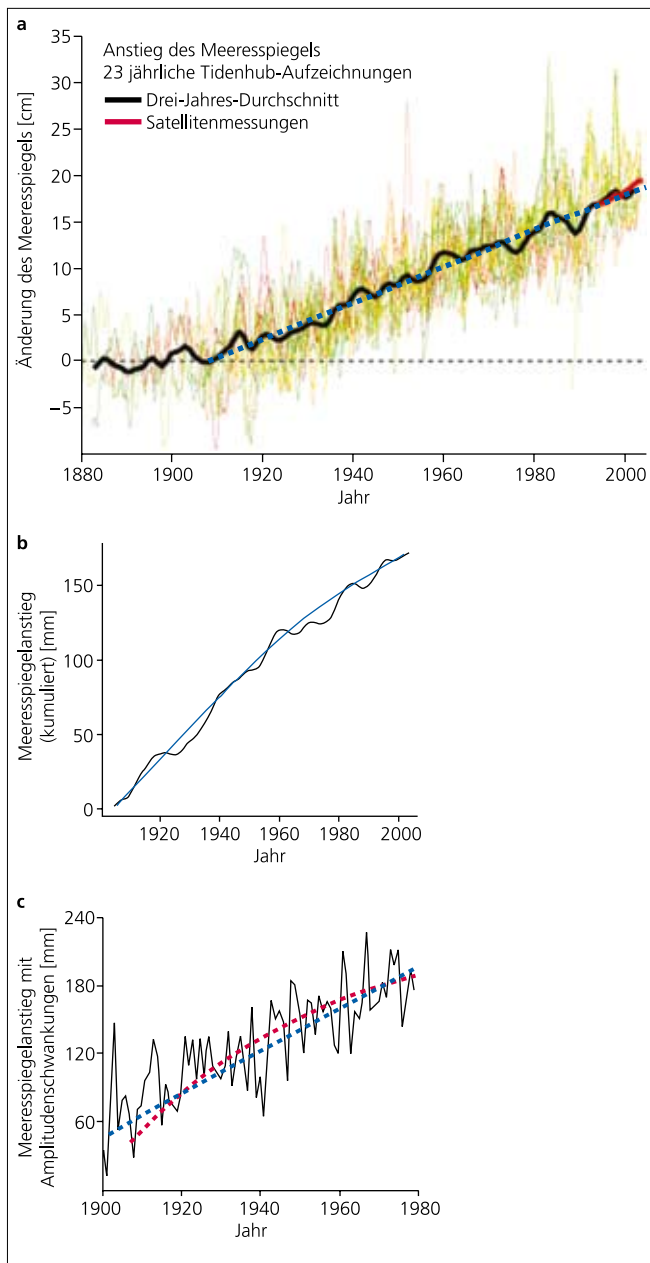 a
Anstieg des Meeresspiegels
23 jährliche Tidenhub-Aufzeichnungen
Drei-Jahres-Durchschnitt
Satellitenmessungen
Änderung des Meeresspiegels [cm]
35
30
25
20
15
10
5
0
−5
1880 1900 1920 1940 1960 1980 2000
Jahr
b
Meeresspiegelanstieg
(kumuliert) [mm]
150
100
50
0
1920 1940 1960 1980 2000
Jahr
c
Meeresspiegelanstieg mit
Amplitudenschwankungen [mm]
240
180
120
60
1900 1920 1940 1960 1980
Jahr